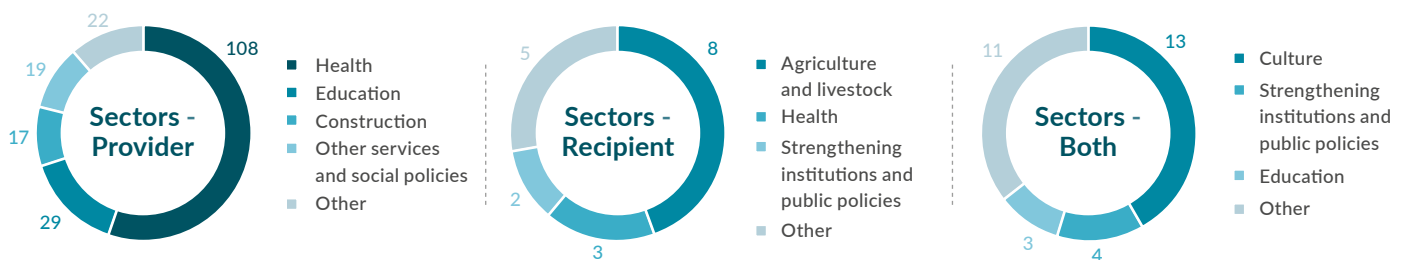 22
108
19
17
29
Sectors -
Provider
Health
Education
Construction
Other services
and social policies
Other
5
8
2
3
Sectors -
Recipient
Agriculture
and livestock
Health
Strengthening
institutions and
public policies
Other
11
13
3
4
Sectors -
Both
Culture
Strengthening
institutions and
public policies
Education
Other